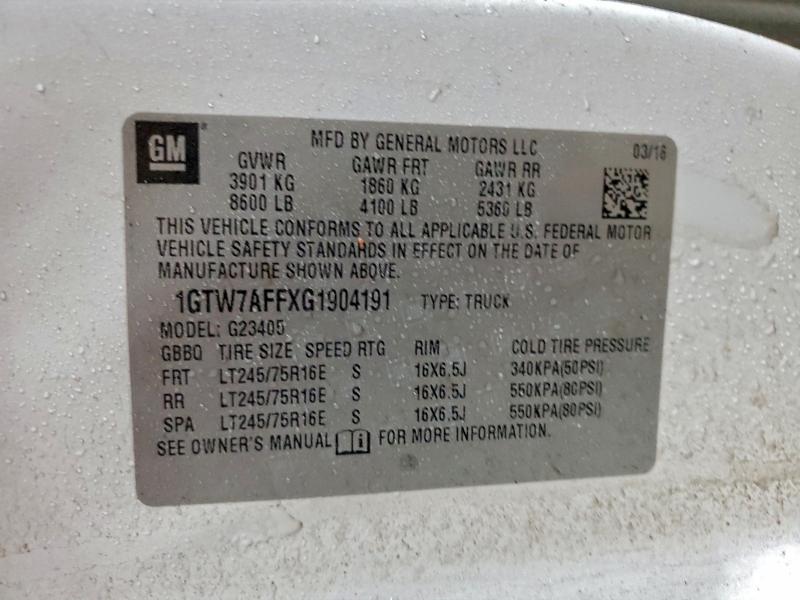 GM
MFD BY GENERAL MOTORS LLC 03/16
GVWR GAWR FRT GAWR RR
3901 KG 1860 KG 2431 KG
8600 LB 4100 LB 5360 LB
THIS VEHICLE CONFORMS TO ALL APPLICABLE U.S. FEDERAL MOTOR
VEHICLE SAFETY STANDARDS IN EFFECT ON THE DATE OF
MANUFACTURE SHOWN ABOVE.
1GTW7AFFXG1904191 TYPE: TRUCK
MODEL: G23405
GBBQ TIRE SIZE SPEED RTG RIM COLD TIRE PRESSURE
FRT LT245/75R16E S 16X6.5J 340KPA(50PSI)
RR LT245/75R16E S 16X6.5J 550KPA(80PSI)
SPA LT245/75R16E S 16X6.5J 550KPA(80PSI)
SEE OWNER'S MANUAL FOR MORE INFORMATION.